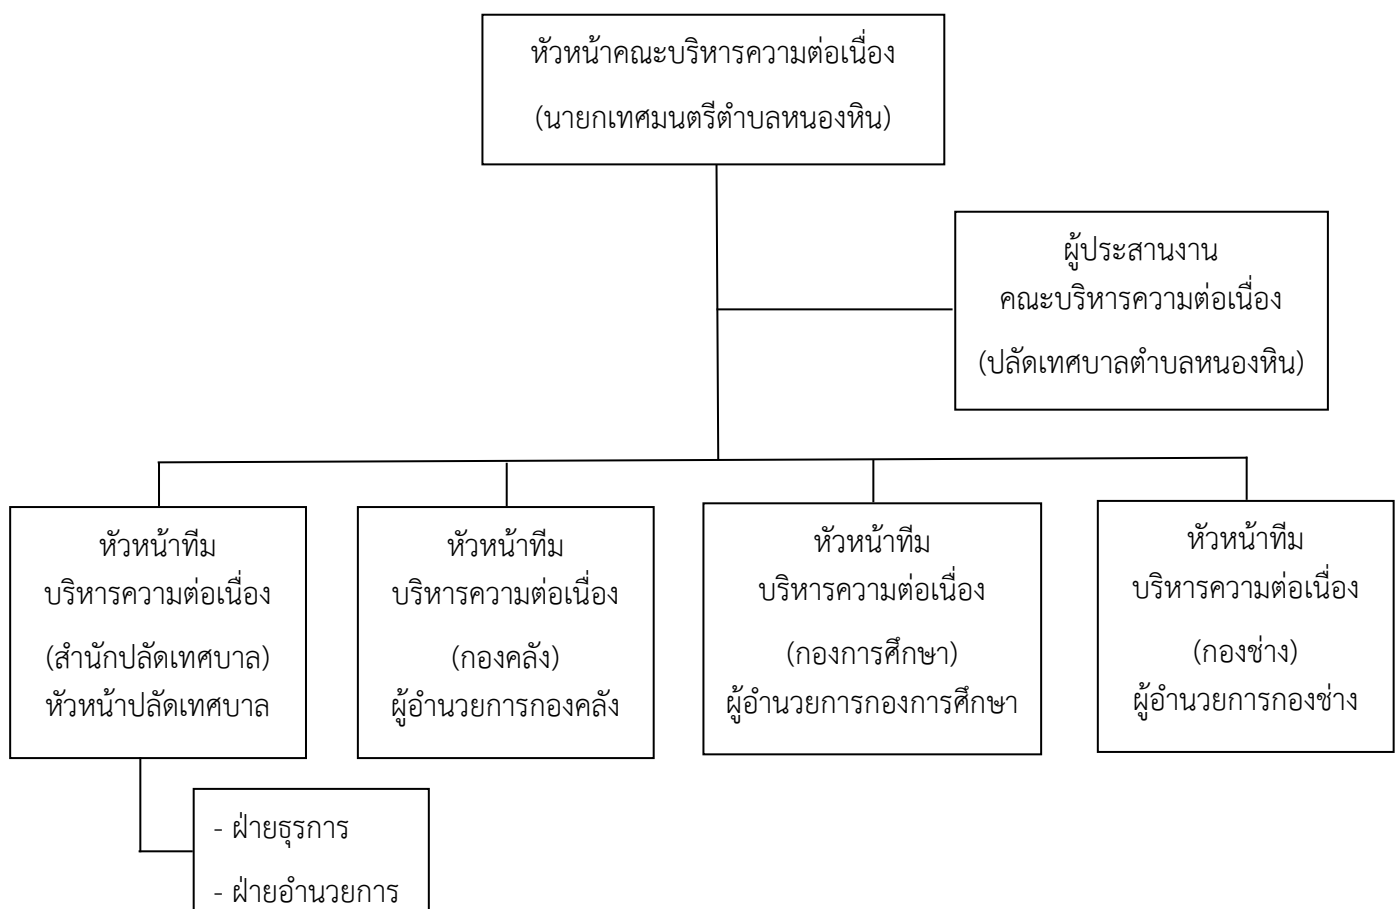 หัวหน้าคณะบริหารความต่อเนื่อง
(นายกเทศมนตรีตำบลหนองหิน)
ผู้ประสานงาน
คณะบริหารความต่อเนื่อง
(ปลัดเทศบาลตำบลหนองหิน)
หัวหน้าทีม
บริหารความต่อเนื่อง
(สำนักปลัดเทศบาล)
หัวหน้าปลัดเทศบาล
หัวหน้าทีม
บริหารความต่อเนื่อง
(กองคลัง)
ผู้อำนวยการกองคลัง
หัวหน้าทีม
บริหารความต่อเนื่อง
(กองการศึกษา)
ผู้อำนวยการกองการศึกษา
หัวหน้าทีม
บริหารความต่อเนื่อง
(กองช่าง)
ผู้อำนวยการกองช่าง
- ฝ่ายธุรการ
- ฝ่ายอำนวยการ